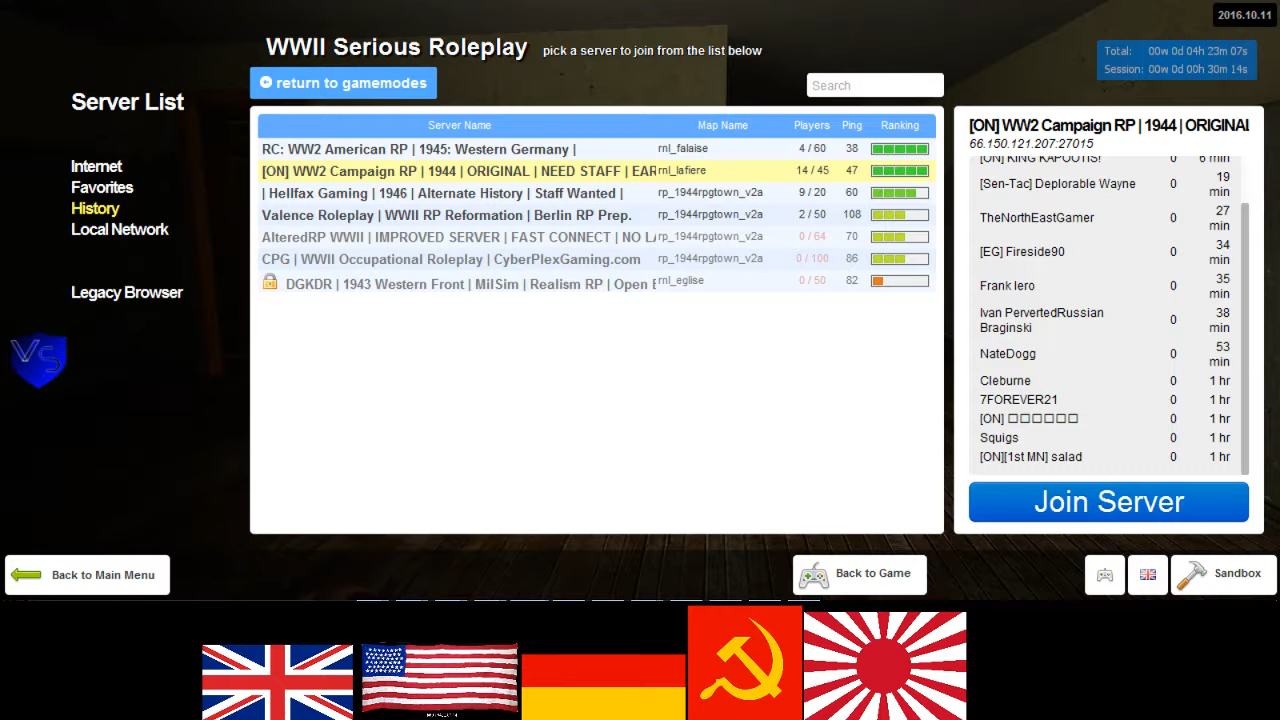 2016.10.11
WWII Serious Roleplay pick a server to join from the list below
Total: 00w 0d 04h 23m 07s
Session: 00w 0d 00h 30m 14s
return to gamemodes
Search
Server List
Internet
Favorites
History
Local Network
Legacy Browser
VS
Server Name Map Name Players Ping Ranking
RC: WW2 American RP | 1945: Western Germany | rnl_falaise 4 / 60 38
[ON] WW2 Campaign RP | 1944 | ORIGINAL | NEED STAFF | EAR rnl_lafiere 14 / 45 47
| Hellfax Gaming | 1946 | Alternate History | Staff Wanted | rp_1944rpgtown_v2a 9 / 20 60
Valence Roleplay | WWII RP Reformation | Berlin RP Prep. rp_1944rpgtown_v2a 2 / 50 108
AlteredRP WWII | IMPROVED SERVER | FAST CONNECT | NO LA rp_1944rpgtown_v2a 0 / 64 70
CPG | WWII Occupational Roleplay | CyberPlexGaming.com rp_1944rpgtown_v2a 0 / 100 86
DGKDR | 1943 Western Front | MilSim | Realism RP | Open E rnl_eglise 0 / 50 82
[ON] WW2 Campaign RP | 1944 | ORIGINAL
66.150.121.207:27015
[ON] KING KAPOOTIS! 0 6 min
[Sen-Tac] Deplorable Wayne 0 19 min
TheNorthEastGamer 0 27 min
[EG] Fireside90 0 34 min
Frank Iero 0 35 min
Ivan PervertedRussian Braginski 0 38 min
NateDogg 0 53 min
Cleburne 0 1 hr
7FOREVER21 0 1 hr
[ON] □□□□□□ 0 1 hr
Squigs 0 1 hr
[ON][1st MN] salad 0 1 hr
Join Server
Back to Main Menu
Back to Game
Sandbox